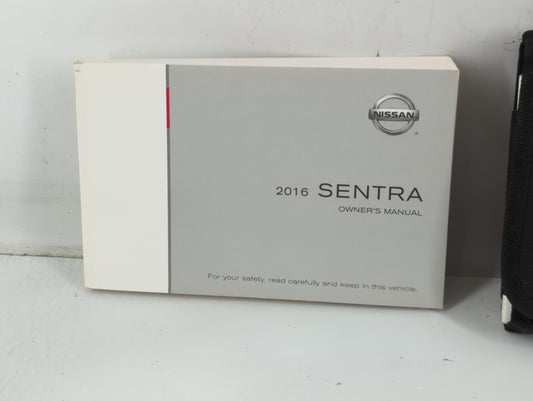 NISSAN
2016 SENTRA
OWNER'S MANUAL
For your safety, read carefully and keep in this vehicle.